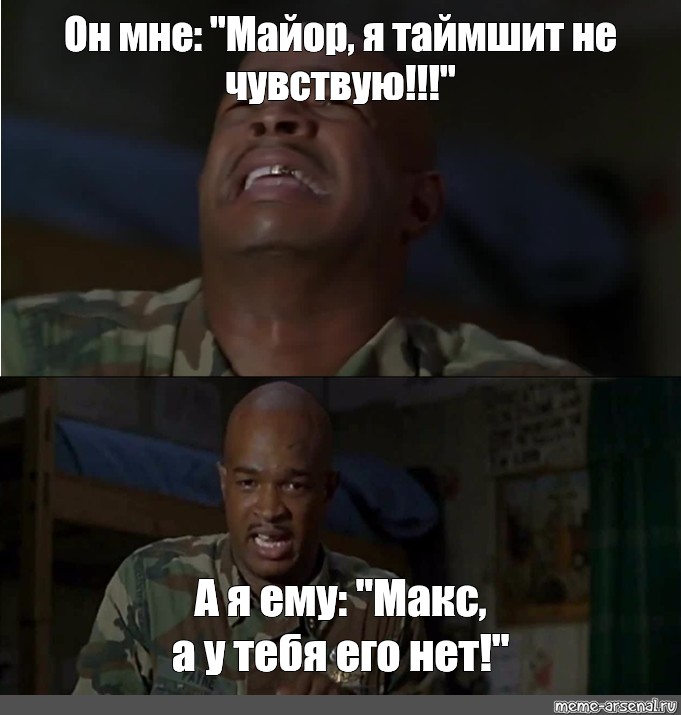 Он мне: "Майор, я таймшит не
чувствую!!!"
А я ему: "Макс,
а у тебя его нет!"
meme-arsenal.ru